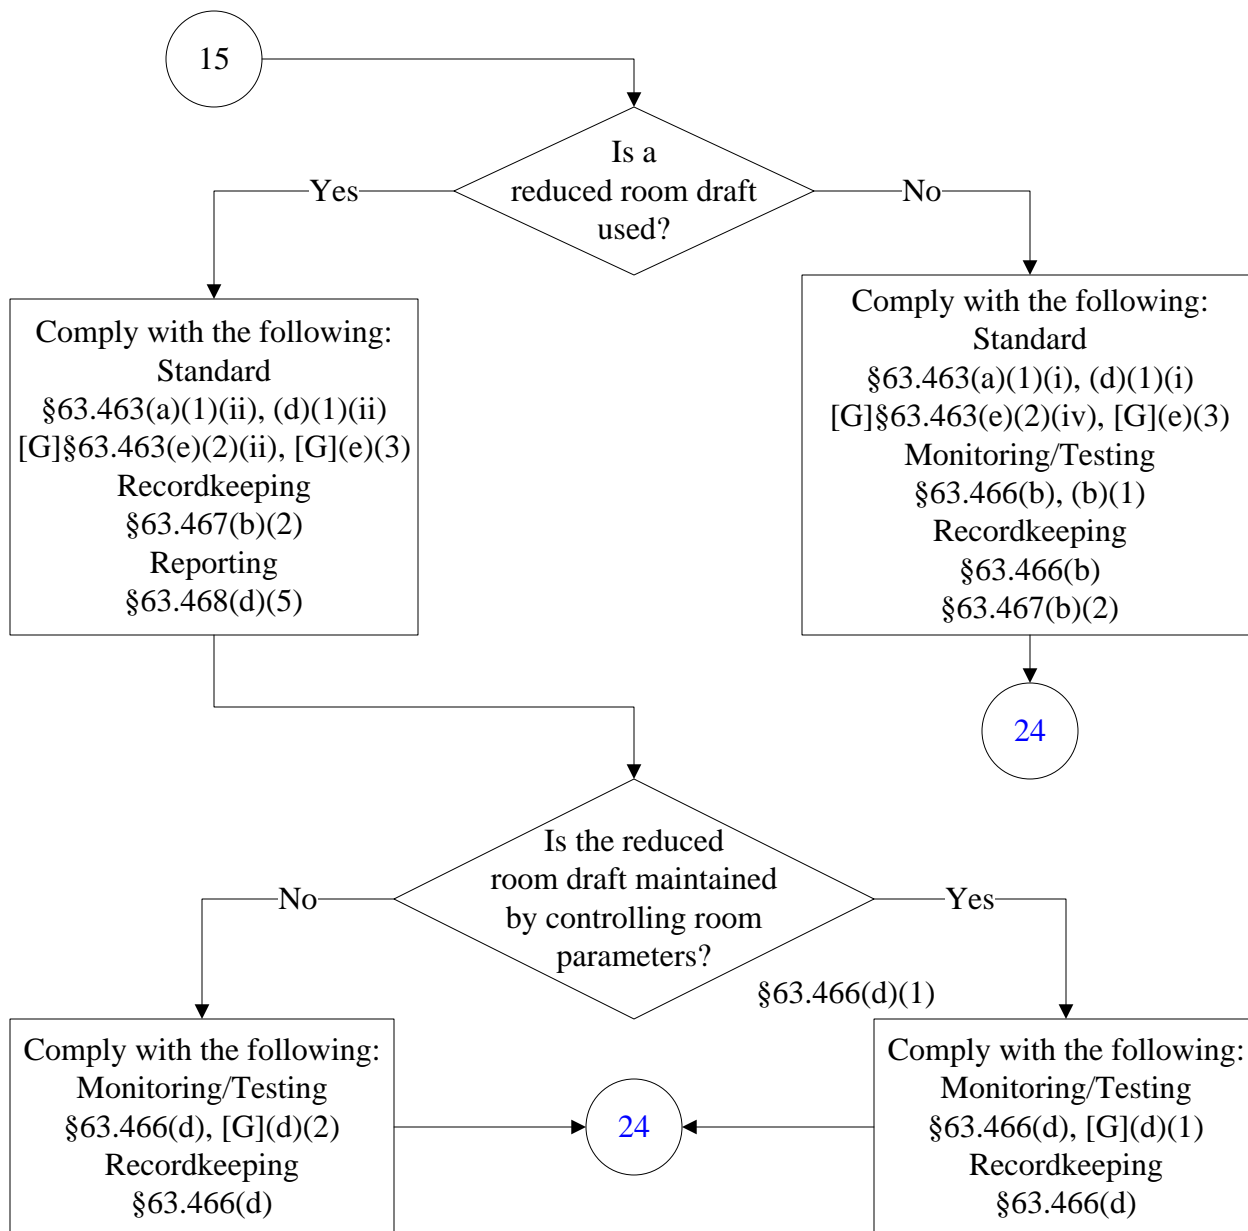 15
Is a
reduced room draft
used?
Yes
No
Comply with the following:
Standard
§63.463(a)(1)(ii), (d)(1)(ii)
[G]§63.463(e)(2)(ii), [G](e)(3)
Recordkeeping
§63.467(b)(2)
Reporting
§63.468(d)(5)
Comply with the following:
Standard
§63.463(a)(1)(i), (d)(1)(i)
[G]§63.463(e)(2)(iv), [G](e)(3)
Monitoring/Testing
§63.466(b), (b)(1)
Recordkeeping
§63.466(b)
§63.467(b)(2)
24
Is the reduced
room draft maintained
by controlling room
parameters?
No
Yes
§63.466(d)(1)
Comply with the following:
Monitoring/Testing
§63.466(d), [G](d)(2)
Recordkeeping
§63.466(d)
24
Comply with the following:
Monitoring/Testing
§63.466(d), [G](d)(1)
Recordkeeping
§63.466(d)